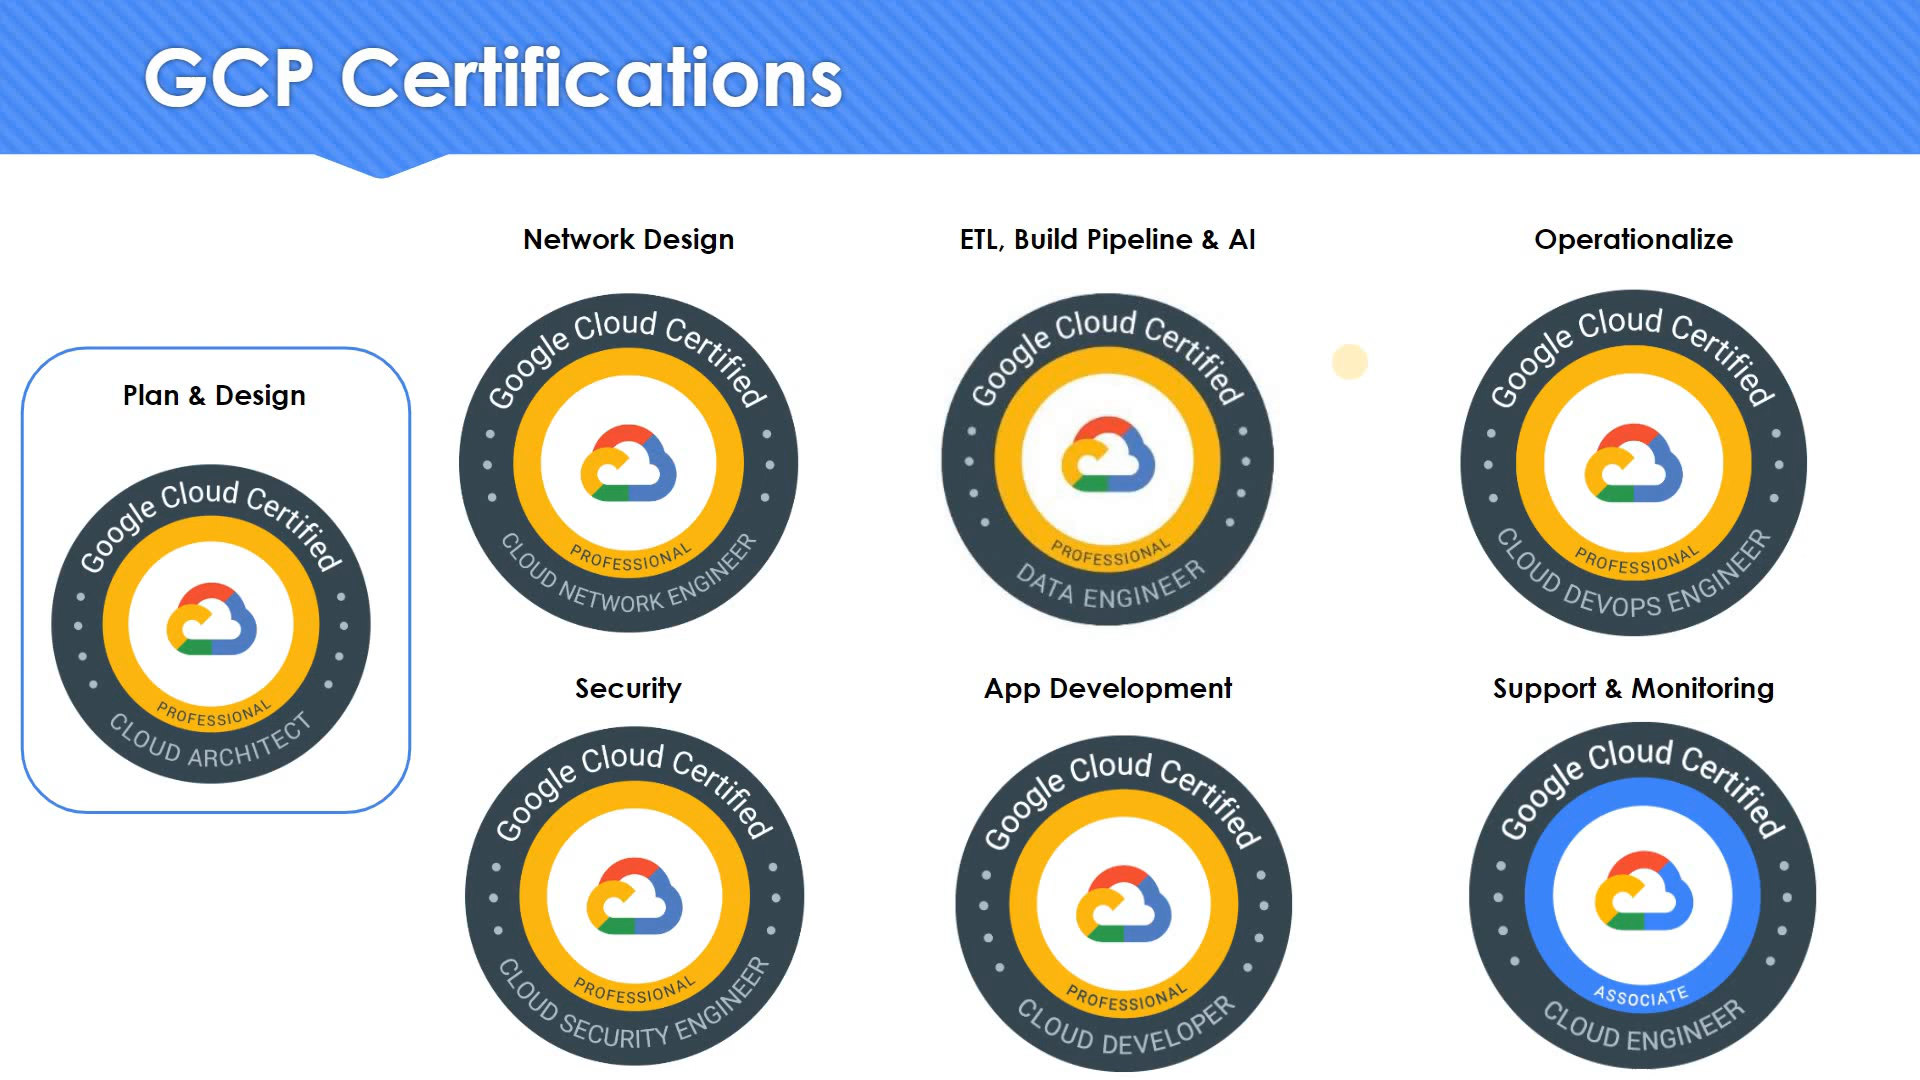 GCP Certifications
Plan & Design
Google Cloud Certified
PROFESSIONAL
CLOUD ARCHITECT
Network Design
Google Cloud Certified
PROFESSIONAL
CLOUD NETWORK ENGINEER
ETL, Build Pipeline & AI
Google Cloud Certified
PROFESSIONAL
DATA ENGINEER
Operationalize
Google Cloud Certified
PROFESSIONAL
CLOUD DEVOPS ENGINEER
Security
Google Cloud Certified
PROFESSIONAL
CLOUD SECURITY ENGINEER
App Development
Google Cloud Certified
PROFESSIONAL
CLOUD DEVELOPER
Support & Monitoring
Google Cloud Certified
ASSOCIATE
CLOUD ENGINEER